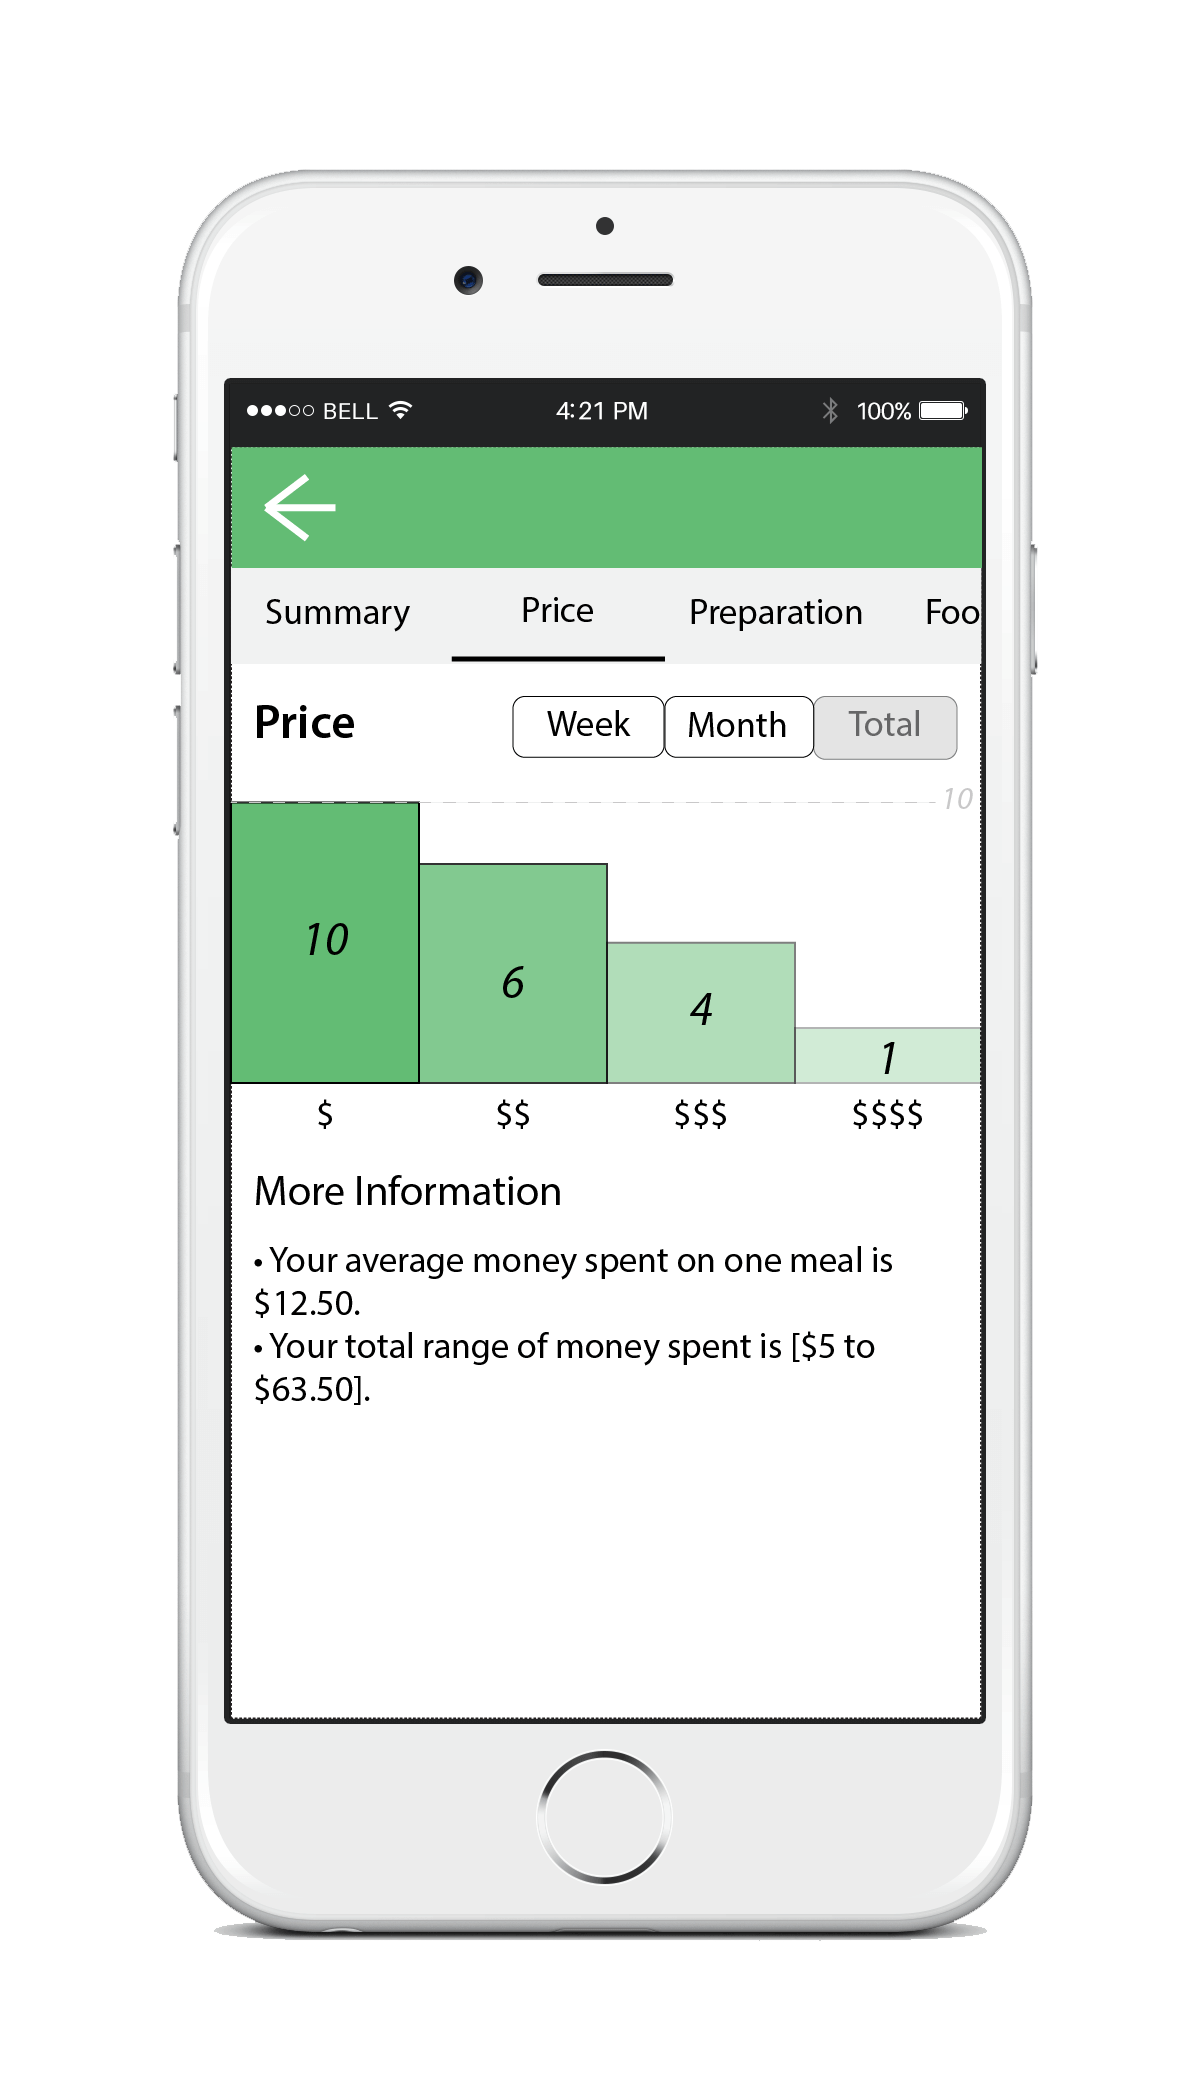 BELL 4:21 PM 100%
Summary Price Preparation Foo
Price Week Month Total
10
10
6
4
1
$ $$ $$$ $$$$
More Information
• Your average money spent on one meal is
$12.50.
• Your total range of money spent is [$5 to
$63.50].